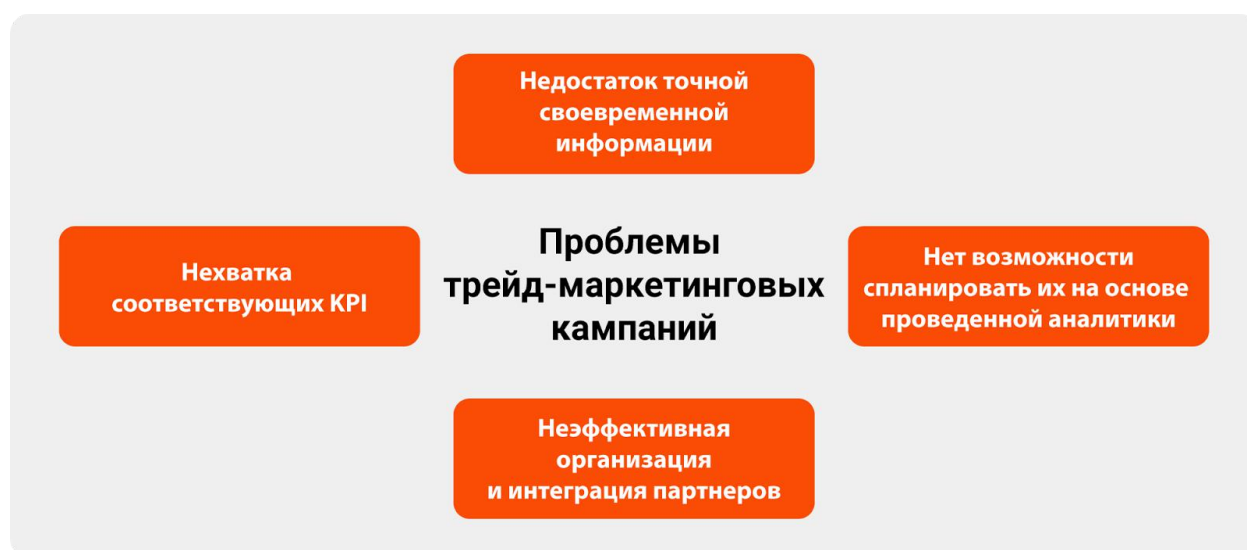 Недостаток точной
своевременной
информации
Нехватка
соответствующих KPI
Проблемы
трейд-маркетинговых
кампаний
Нет возможности
спланировать их на основе
проведенной аналитики
Неэффективная
организация
и интеграция партнеров